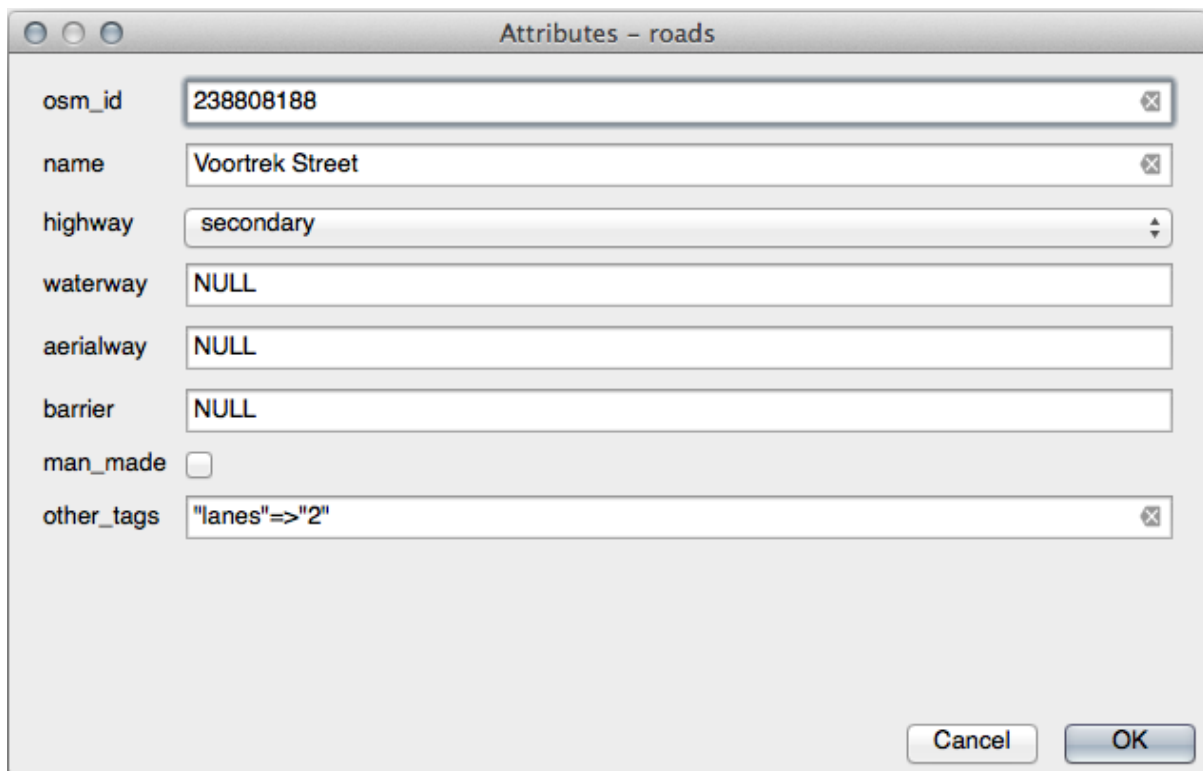 Attributes – roads
osm_id 238808188
name Voortrek Street
highway secondary
waterway NULL
aerialway NULL
barrier NULL
man_made
other_tags "lanes"=>"2"
Cancel OK